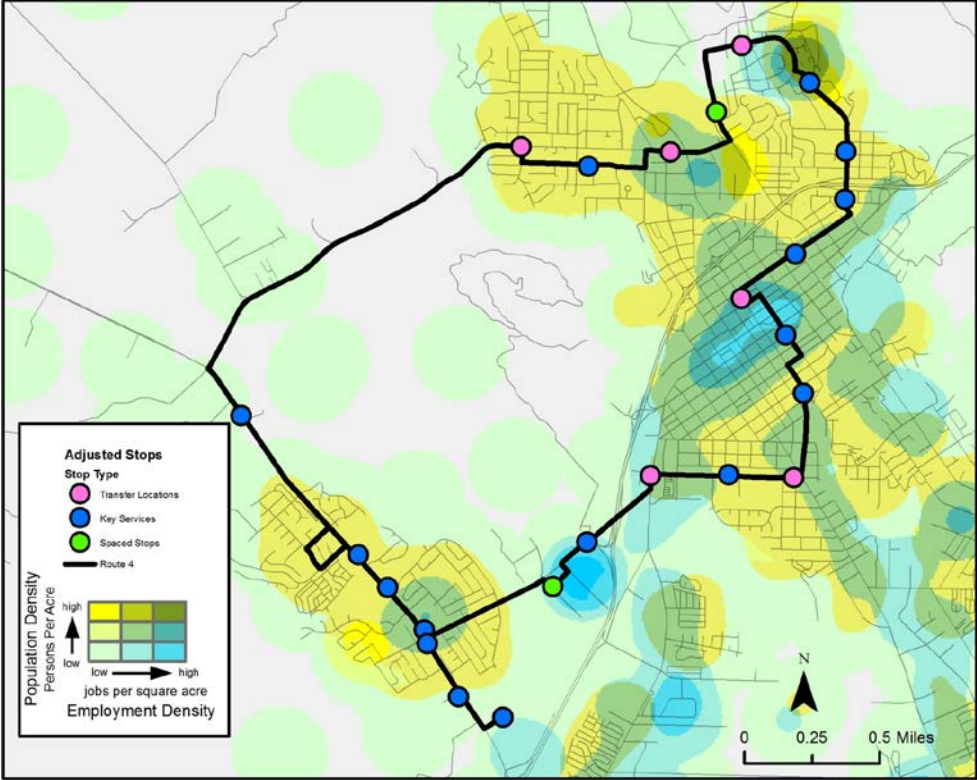 Adjusted Stops
Stop Type
Transfer Locations
Key Services
Spaced Stops
Route 4
Population Density
Persons Per Acre
high
low
low
high
jobs per square acre
Employment Density
N
0
0.25
0.5 Miles